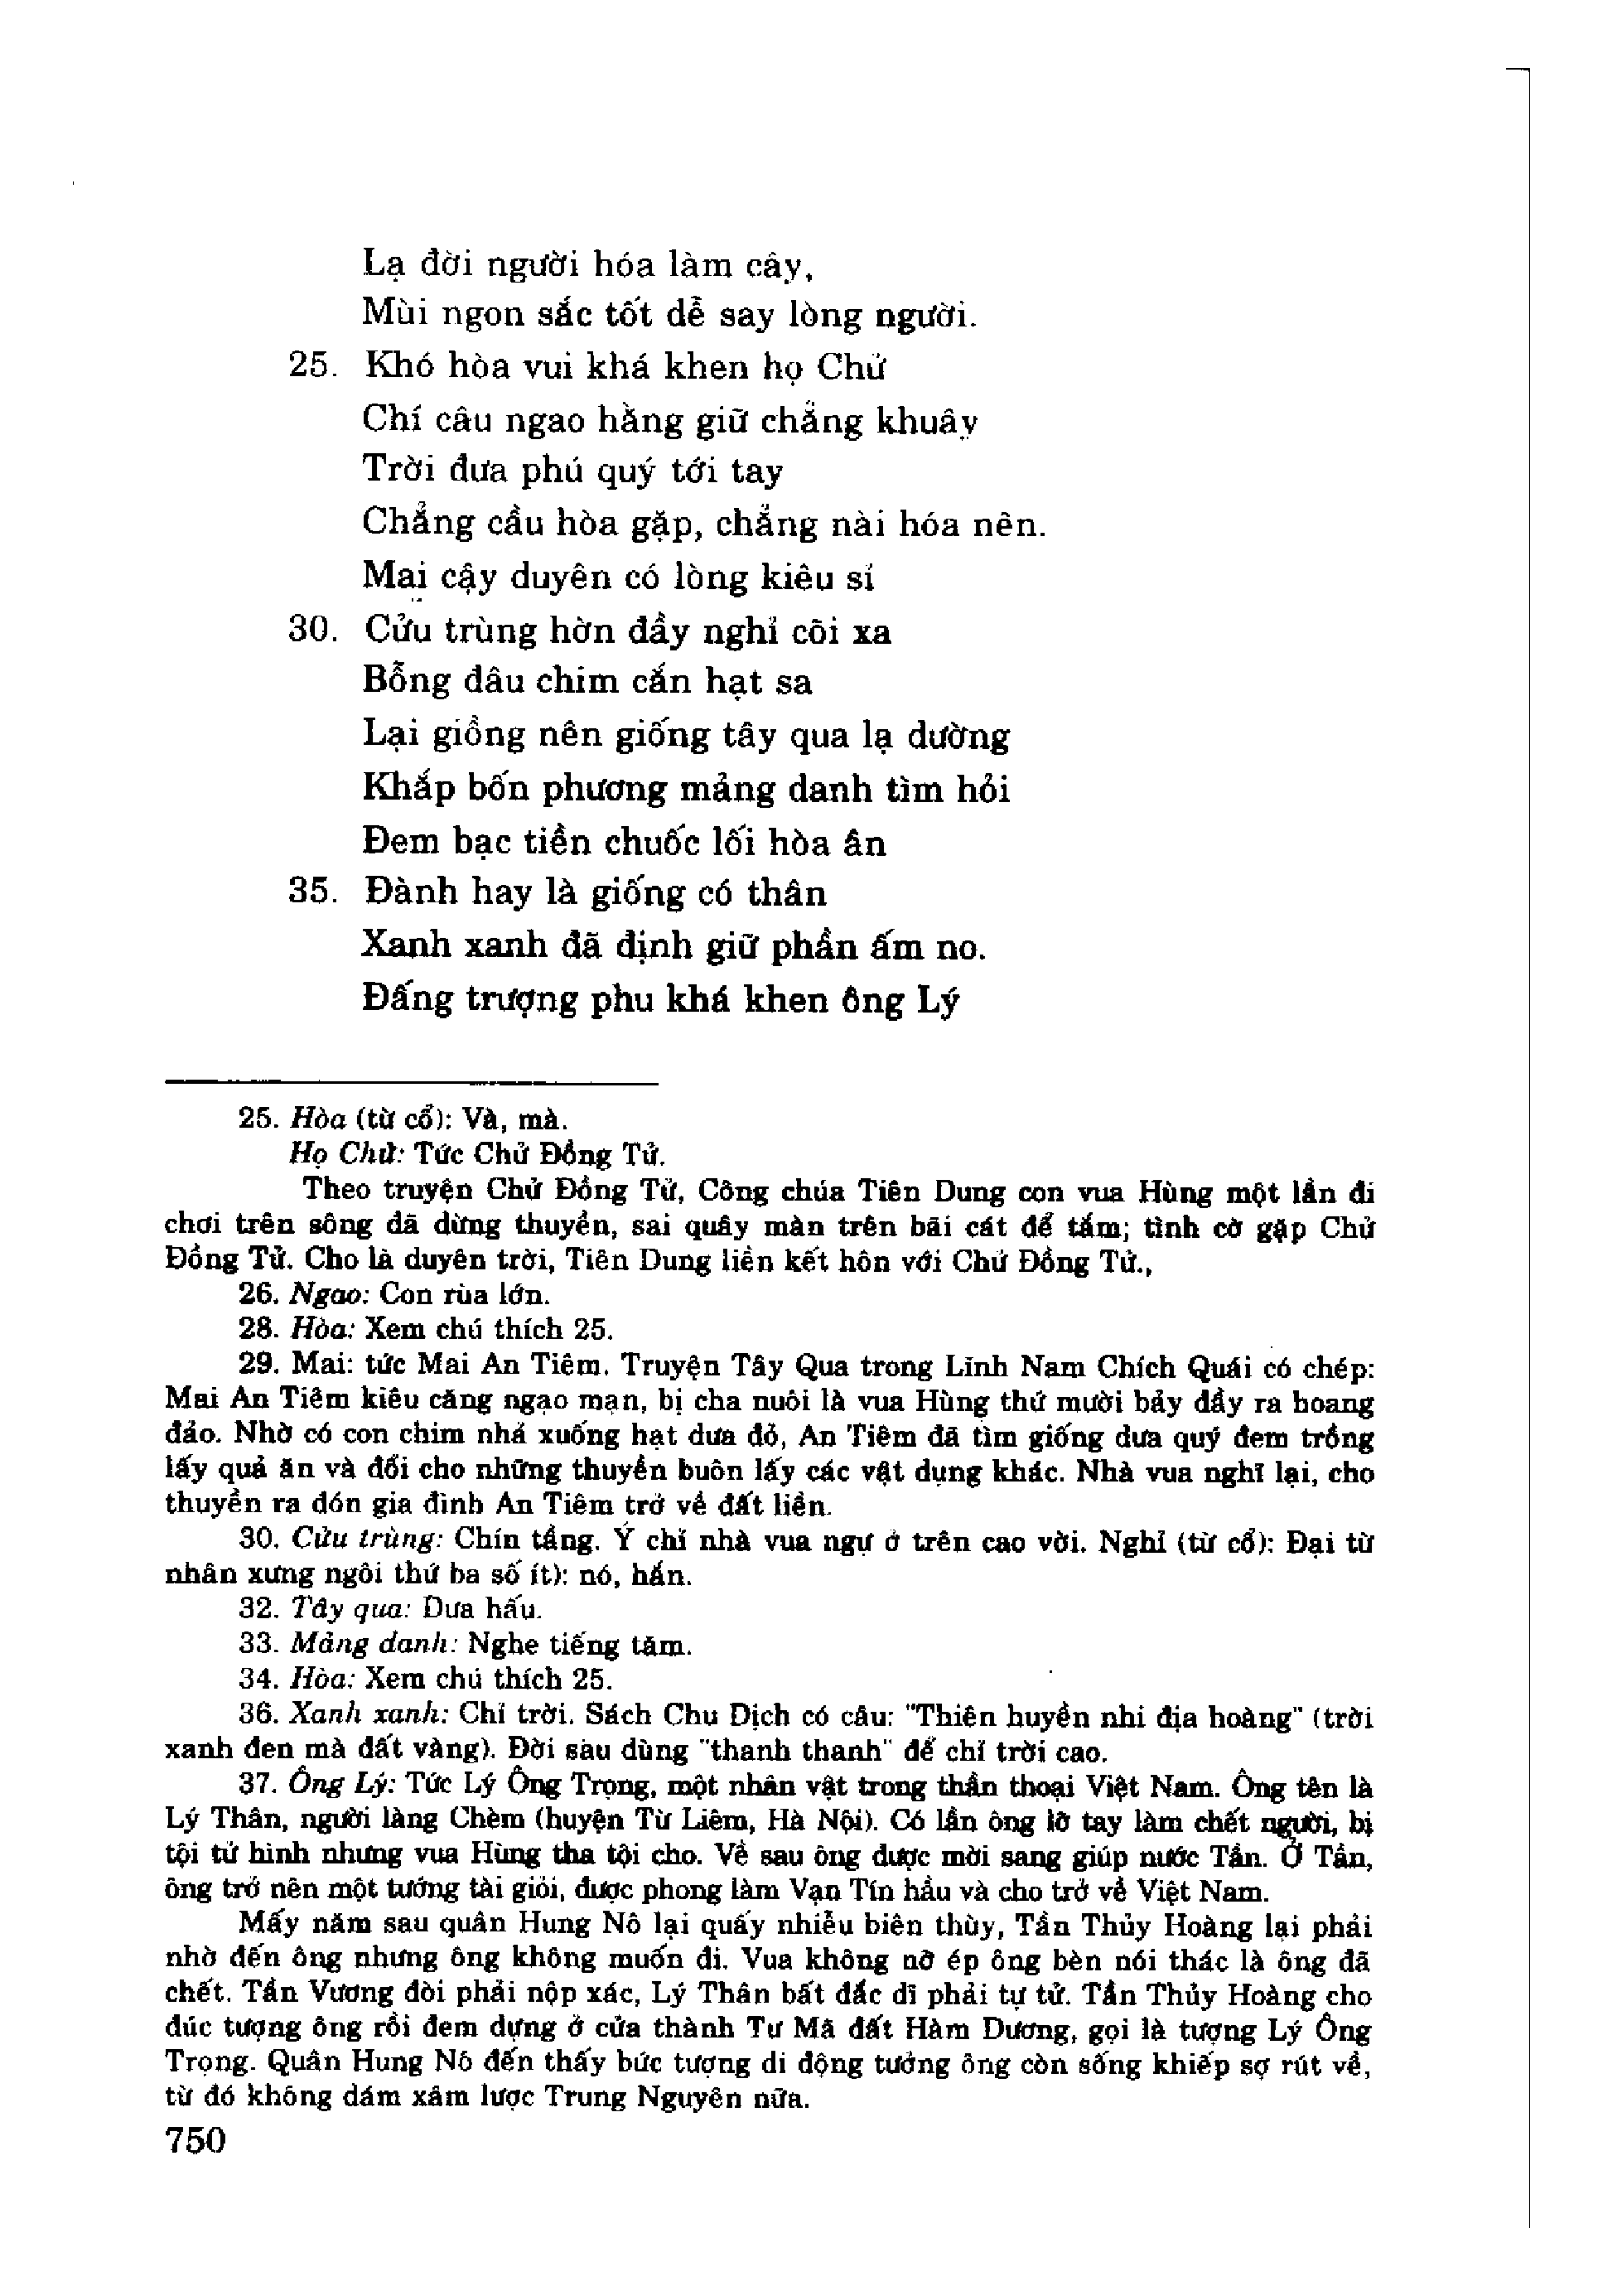 Lạ đời người hóa làm cây,
Mùi ngon sắc tốt dễ say lòng người.
25. Khó hòa vui khá khen họ Chử
Chí câu ngao hằng giữ chẳng khuây
Trời đưa phú quý tới tay
Chẳng cầu hòa gặp, chẳng nài hóa nên.
Mai cậy duyên có lòng kiêu sỉ
30. Cửu trùng hờn đầy nghỉ cõi xa
Bỗng đâu chim cắn hạt sa
Lại giồng nên giống tây qua lạ dường
Khắp bốn phương mảng danh tìm hỏi
Đem bạc tiền chuốc lối hòa ân
35. Đành hay là giống có thân
Xanh xanh đã định giữ phần ấm no.
Đấng trượng phu khá khen ông Lý
25. Hòa (từ cổ): Và, mà.
Họ Chử: Tức Chử Đồng Tử.
Theo truyện Chử Đồng Tử, Công chúa Tiên Dung con vua Hùng một lần đi
chơi trên sông đã dừng thuyền, sai quây màn trên bãi cát để tắm; tình cờ gặp Chử
Đồng Tử. Cho là duyên trời, Tiên Dung liền kết hôn với Chử Đồng Tử.,
26. Ngao: Con rùa lớn.
28. Hòa: Xem chú thích 25.
29. Mai: tức Mai An Tiêm. Truyện Tây Qua trong Lĩnh Nam Chích Quái có chép:
Mai An Tiêm kiêu căng ngạo mạn, bị cha nuôi là vua Hùng thứ mười bảy đầy ra hoang
đảo. Nhờ có con chim nhả xuống hạt dưa đỏ, An Tiêm đã tìm giống dưa quý đem trồng
lấy quả ăn và đổi cho những thuyền buôn lấy các vật dụng khác. Nhà vua nghĩ lại, cho
thuyền ra đón gia đình An Tiêm trở về đất liền.
30. Cửu trùng: Chín tầng. Ý chỉ nhà vua ngự ở trên cao vời. Nghỉ (từ cổ): Đại từ
nhân xưng ngôi thứ ba số ít): nó, hắn.
32. Tây qua: Dưa hấu.
33. Mảng danh: Nghe tiếng tăm.
34. Hòa: Xem chú thích 25.
36. Xanh xanh: Chỉ trời. Sách Chu Dịch có câu: "Thiên huyền nhi địa hoàng" (trời
xanh đen mà đất vàng). Đời sau dùng "thanh thanh" để chỉ trời cao.
37. Ông Lý: Tức Lý Ông Trọng, một nhân vật trong thần thoại Việt Nam. Ông tên là
Lý Thân, người làng Chèm (huyện Từ Liêm, Hà Nội). Có lần ông lỡ tay làm chết người, bị
tội tử hình nhưng vua Hùng tha tội cho. Về sau ông được mời sang giúp nước Tần. Ở Tần,
ông trở nên một tướng tài giỏi, được phong làm Vạn Tín hầu và cho trở về Việt Nam.
Mấy năm sau quân Hung Nô lại quấy nhiễu biên thùy, Tần Thủy Hoàng lại phải
nhờ đến ông nhưng ông không muốn đi. Vua không nỡ ép ông bèn nói thác là ông đã
chết. Tần Vương đòi phải nộp xác, Lý Thân bất đắc dĩ phải tự tử. Tần Thủy Hoàng cho
đúc tượng ông rồi đem dựng ở cửa thành Tư Mã đất Hàm Dương, gọi là tượng Lý Ông
Trọng. Quân Hung Nô đến thấy bức tượng di động tưởng ông còn sống khiếp sợ rút về,
từ đó không dám xâm lược Trung Nguyên nữa.
750